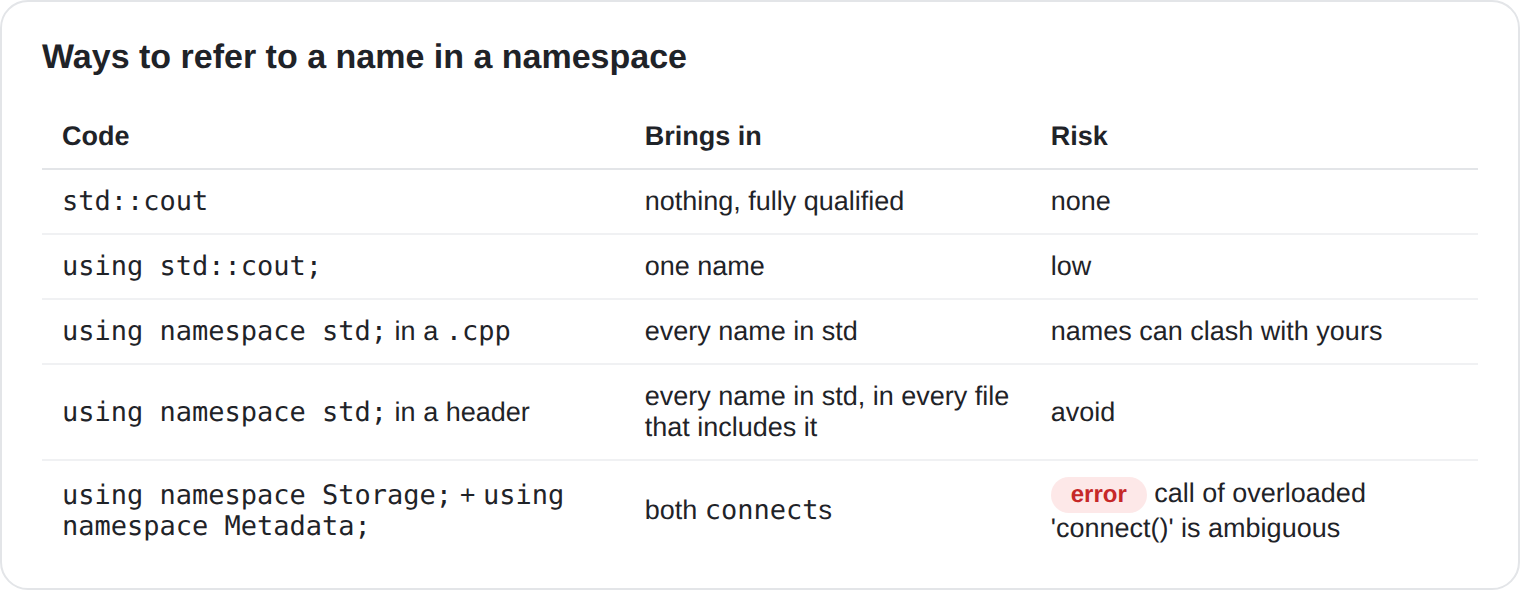 Ways to refer to a name in a namespace
Code Brings in Risk
std::cout nothing, fully qualified none
using std::cout; one name low
using namespace std; in a .cpp every name in std names can clash with yours
using namespace std; in a header every name in std, in every file that includes it avoid
using namespace Storage; + using namespace Metadata; both connects error call of overloaded 'connect()' is ambiguous